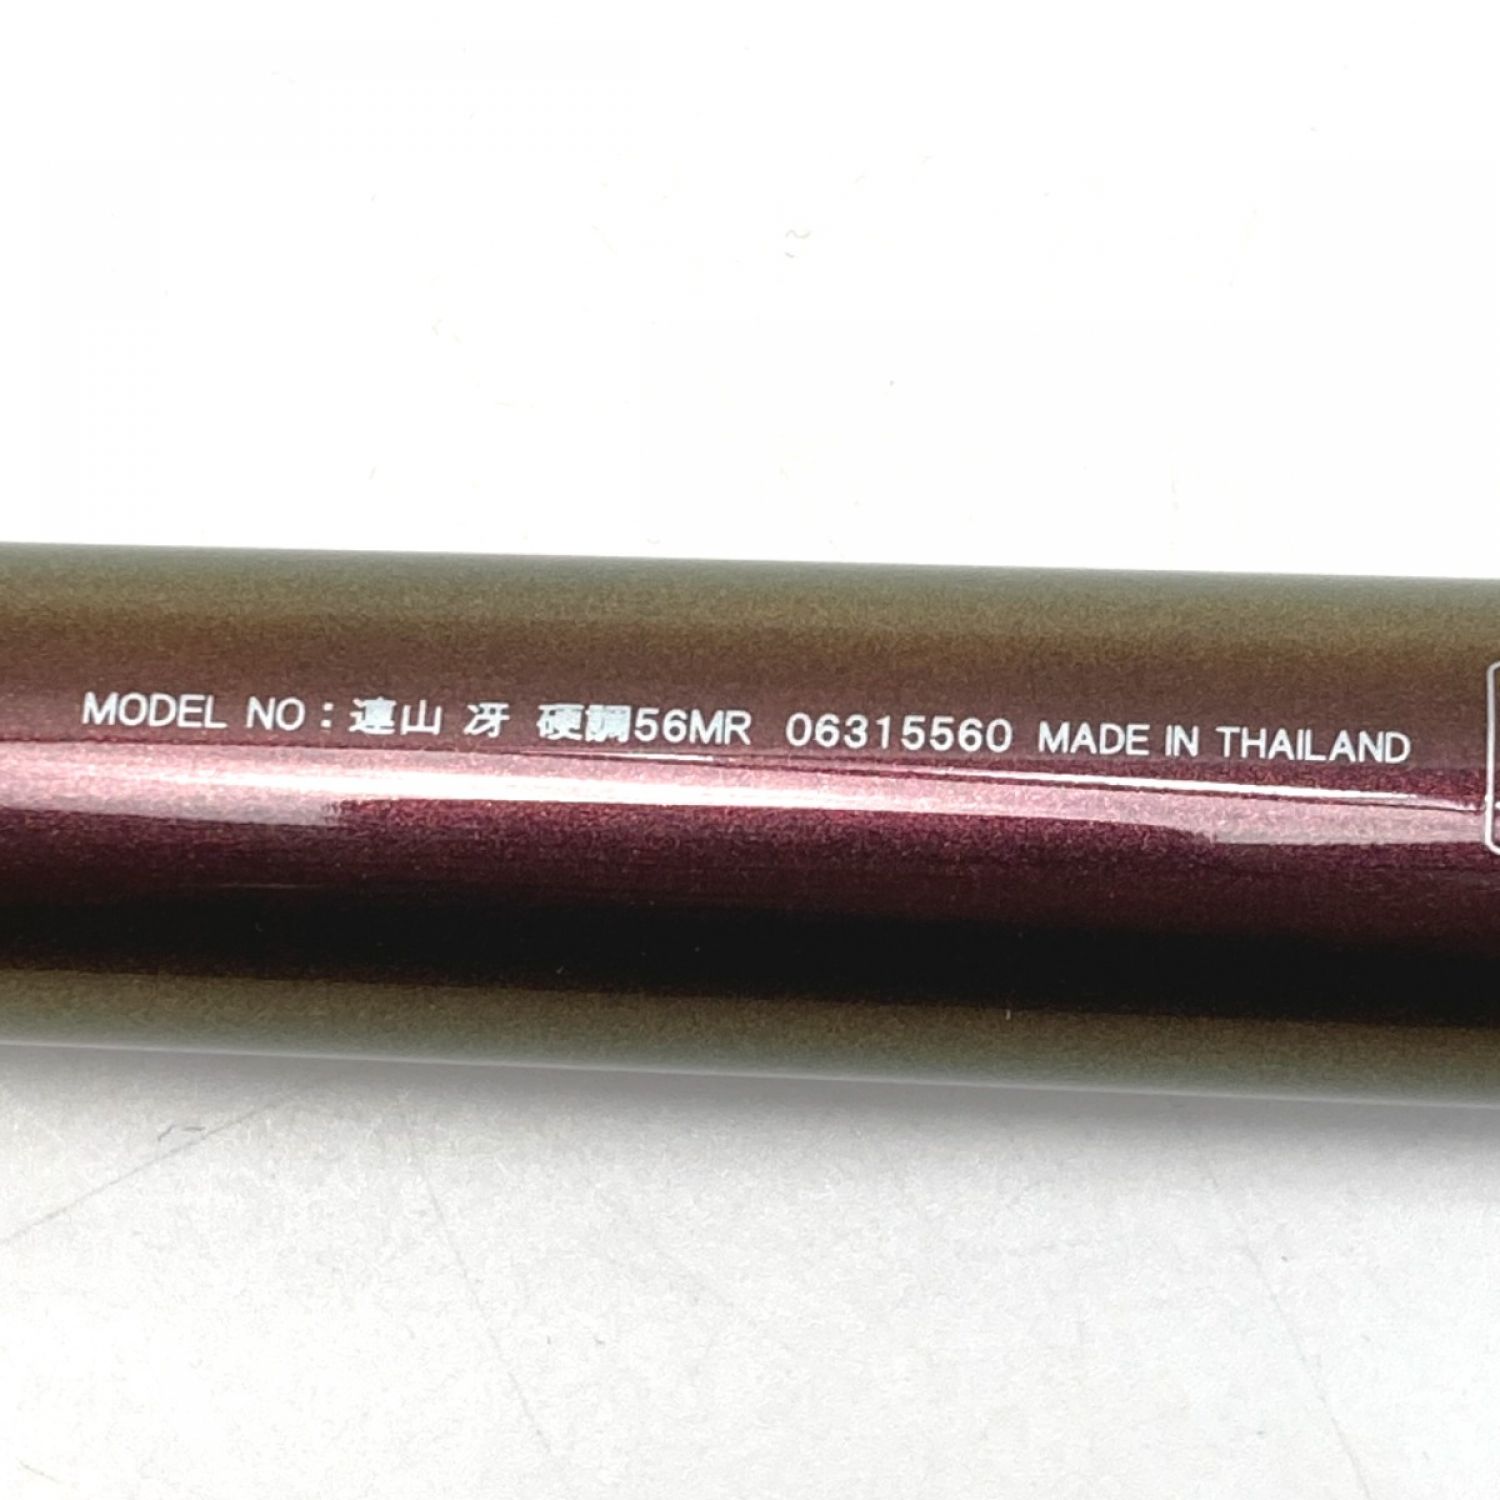 MODEL NO：連山 冴 硬調56MR 06315560 MADE IN THAILAND